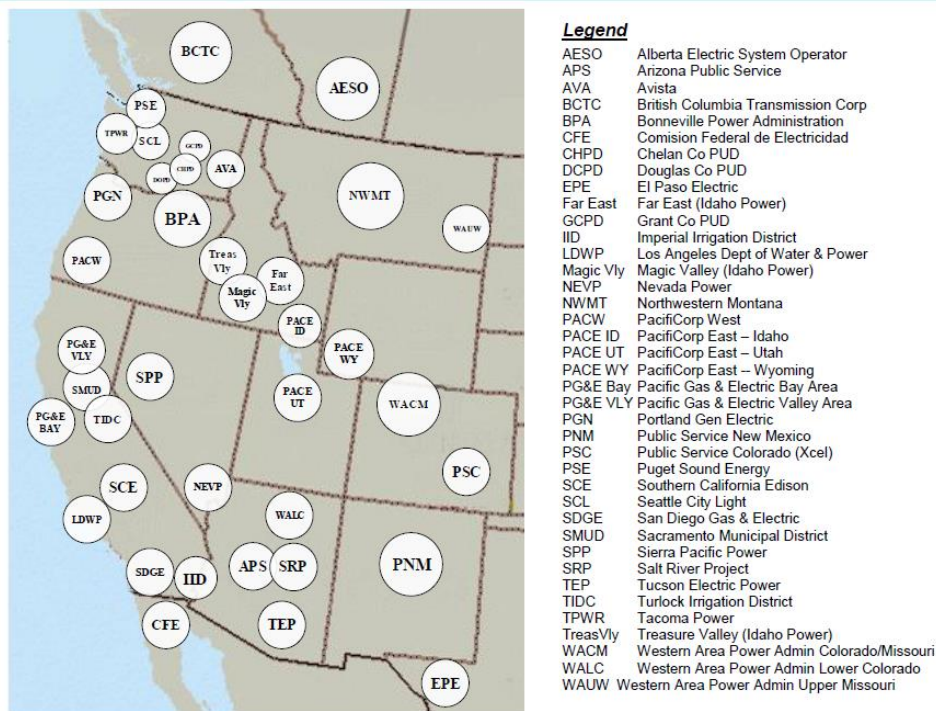 BCTC
AESO
PSE
TPWR
SCL
GCPD
CHPD
DOPD
AVA
PGN
BPA
NWMT
WAUW
PACW
Treas
Vly
Far
East
Magic
Vly
PACE
ID
PACE
WY
PG&E
VLY
SPP
SMUD
PACE
UT
WACM
PG&E
BAY
TIDC
PSC
SCE
NEVP
LDWP
WALC
SDGE
IID
APS
SRP
PNM
CFE
TEP
EPE
Legend
AESO Alberta Electric System Operator
APS Arizona Public Service
AVA Avista
BCTC British Columbia Transmission Corp
BPA Bonneville Power Administration
CFE Comision Federal de Electricidad
CHPD Chelan Co PUD
DCPD Douglas Co PUD
EPE El Paso Electric
Far East Far East (Idaho Power)
GCPD Grant Co PUD
IID Imperial Irrigation District
LDWP Los Angeles Dept of Water & Power
Magic Vly Magic Valley (Idaho Power)
NEVP Nevada Power
NWMT Northwestern Montana
PACW PacifiCorp West
PACE ID PacifiCorp East – Idaho
PACE UT PacifiCorp East – Utah
PACE WY PacifiCorp East -- Wyoming
PG&E Bay Pacific Gas & Electric Bay Area
PG&E VLY Pacific Gas & Electric Valley Area
PGN Portland Gen Electric
PNM Public Service New Mexico
PSC Public Service Colorado (Xcel)
PSE Puget Sound Energy
SCE Southern California Edison
SCL Seattle City Light
SDGE San Diego Gas & Electric
SMUD Sacramento Municipal District
SPP Sierra Pacific Power
SRP Salt River Project
TEP Tucson Electric Power
TIDC Turlock Irrigation District
TPWR Tacoma Power
TreasVly Treasure Valley (Idaho Power)
WACM Western Area Power Admin Colorado/Missouri
WALC Western Area Power Admin Lower Colorado
WAUW Western Area Power Admin Upper Missouri